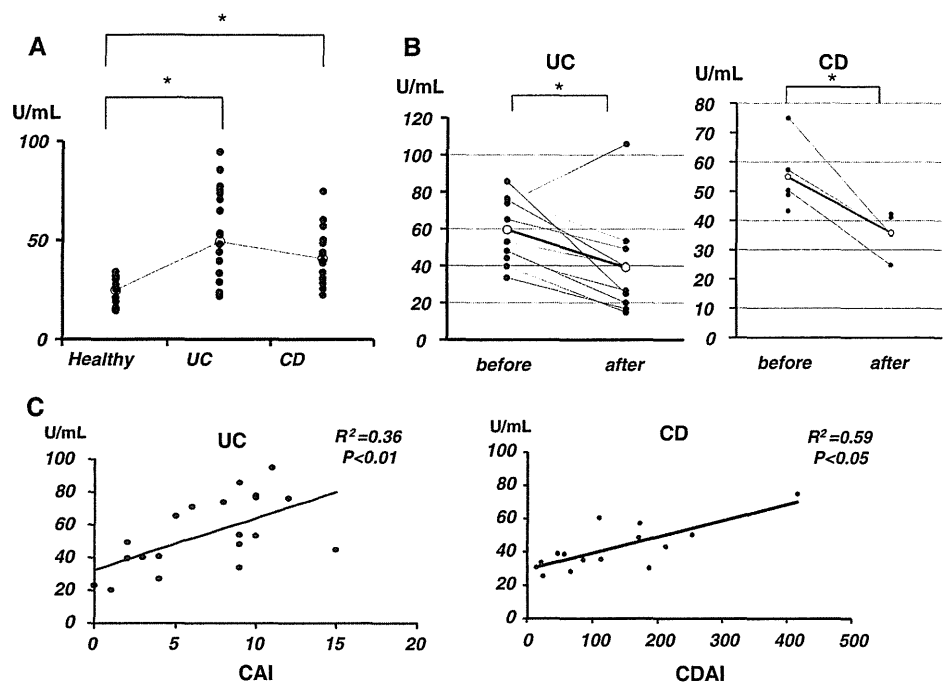 A
*
*
U/mL
100
50
0
Healthy UC CD
B
UC
*
U/mL
120
100
80
60
40
20
0
before after
CD
*
U/mL
80
70
60
50
40
30
20
10
0
before after
C
UC
U/mL
R²=0.36
P<0.01
100
80
60
40
20
0
0 5 10 15 20
CAI
CD
U/mL
R²=0.59
P<0.05
100
80
60
40
20
0
0 100 200 300 400 500
CDAI